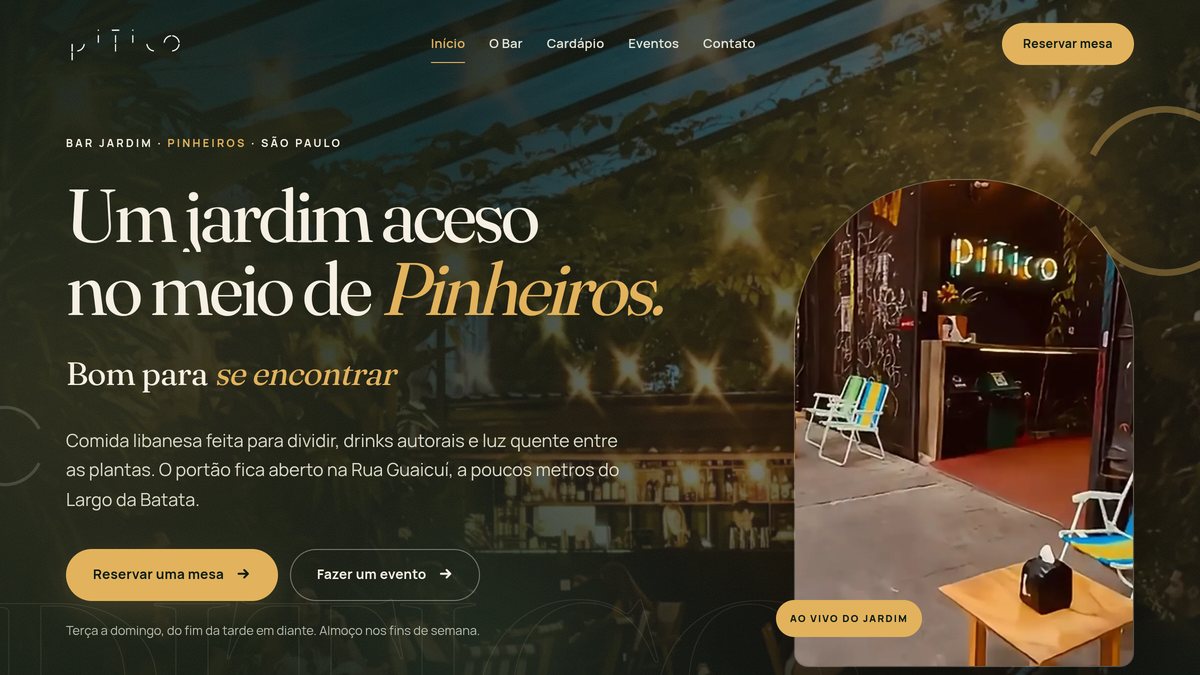 pitico
Início O Bar Cardápio Eventos Contato
Reservar mesa
BAR JARDIM · PINHEIROS · SÃO PAULO
Um jardim aceso
no meio de Pinheiros.
Bom para se encontrar
Comida libanesa feita para dividir, drinks autorais e luz quente entre
as plantas. O portão fica aberto na Rua Guaicuí, a poucos metros do
Largo da Batata.
Reservar uma mesa →
Fazer um evento →
Terça a domingo, do fim da tarde em diante. Almoço nos fins de semana.
pitico
AO VIVO DO JARDIM